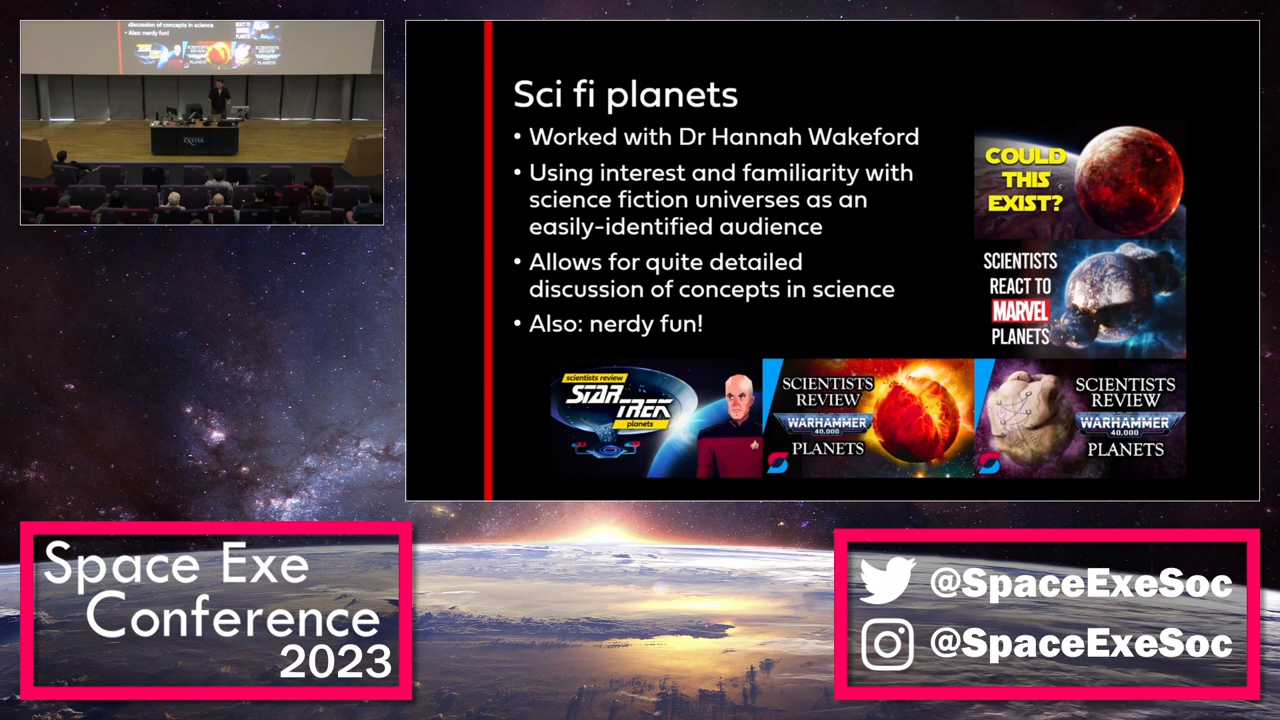 discussion of concepts in science
• Also: nerdy fun!
EXETER
Sci fi planets
• Worked with Dr Hannah Wakeford
• Using interest and familiarity with
science fiction universes as an
easily-identified audience
• Allows for quite detailed
discussion of concepts in science
• Also: nerdy fun!
COULD
THIS
EXIST?
SCIENTISTS
REACT TO
MARVEL
PLANETS
scientists review
STAR
TREK
planets
SCIENTISTS
REVIEW
WARHAMMER
40,000
PLANETS
SCIENTISTS
REVIEW
WARHAMMER
40,000
PLANETS
Space Exe
Conference
2023
@SpaceExeSoc
@SpaceExeSoc